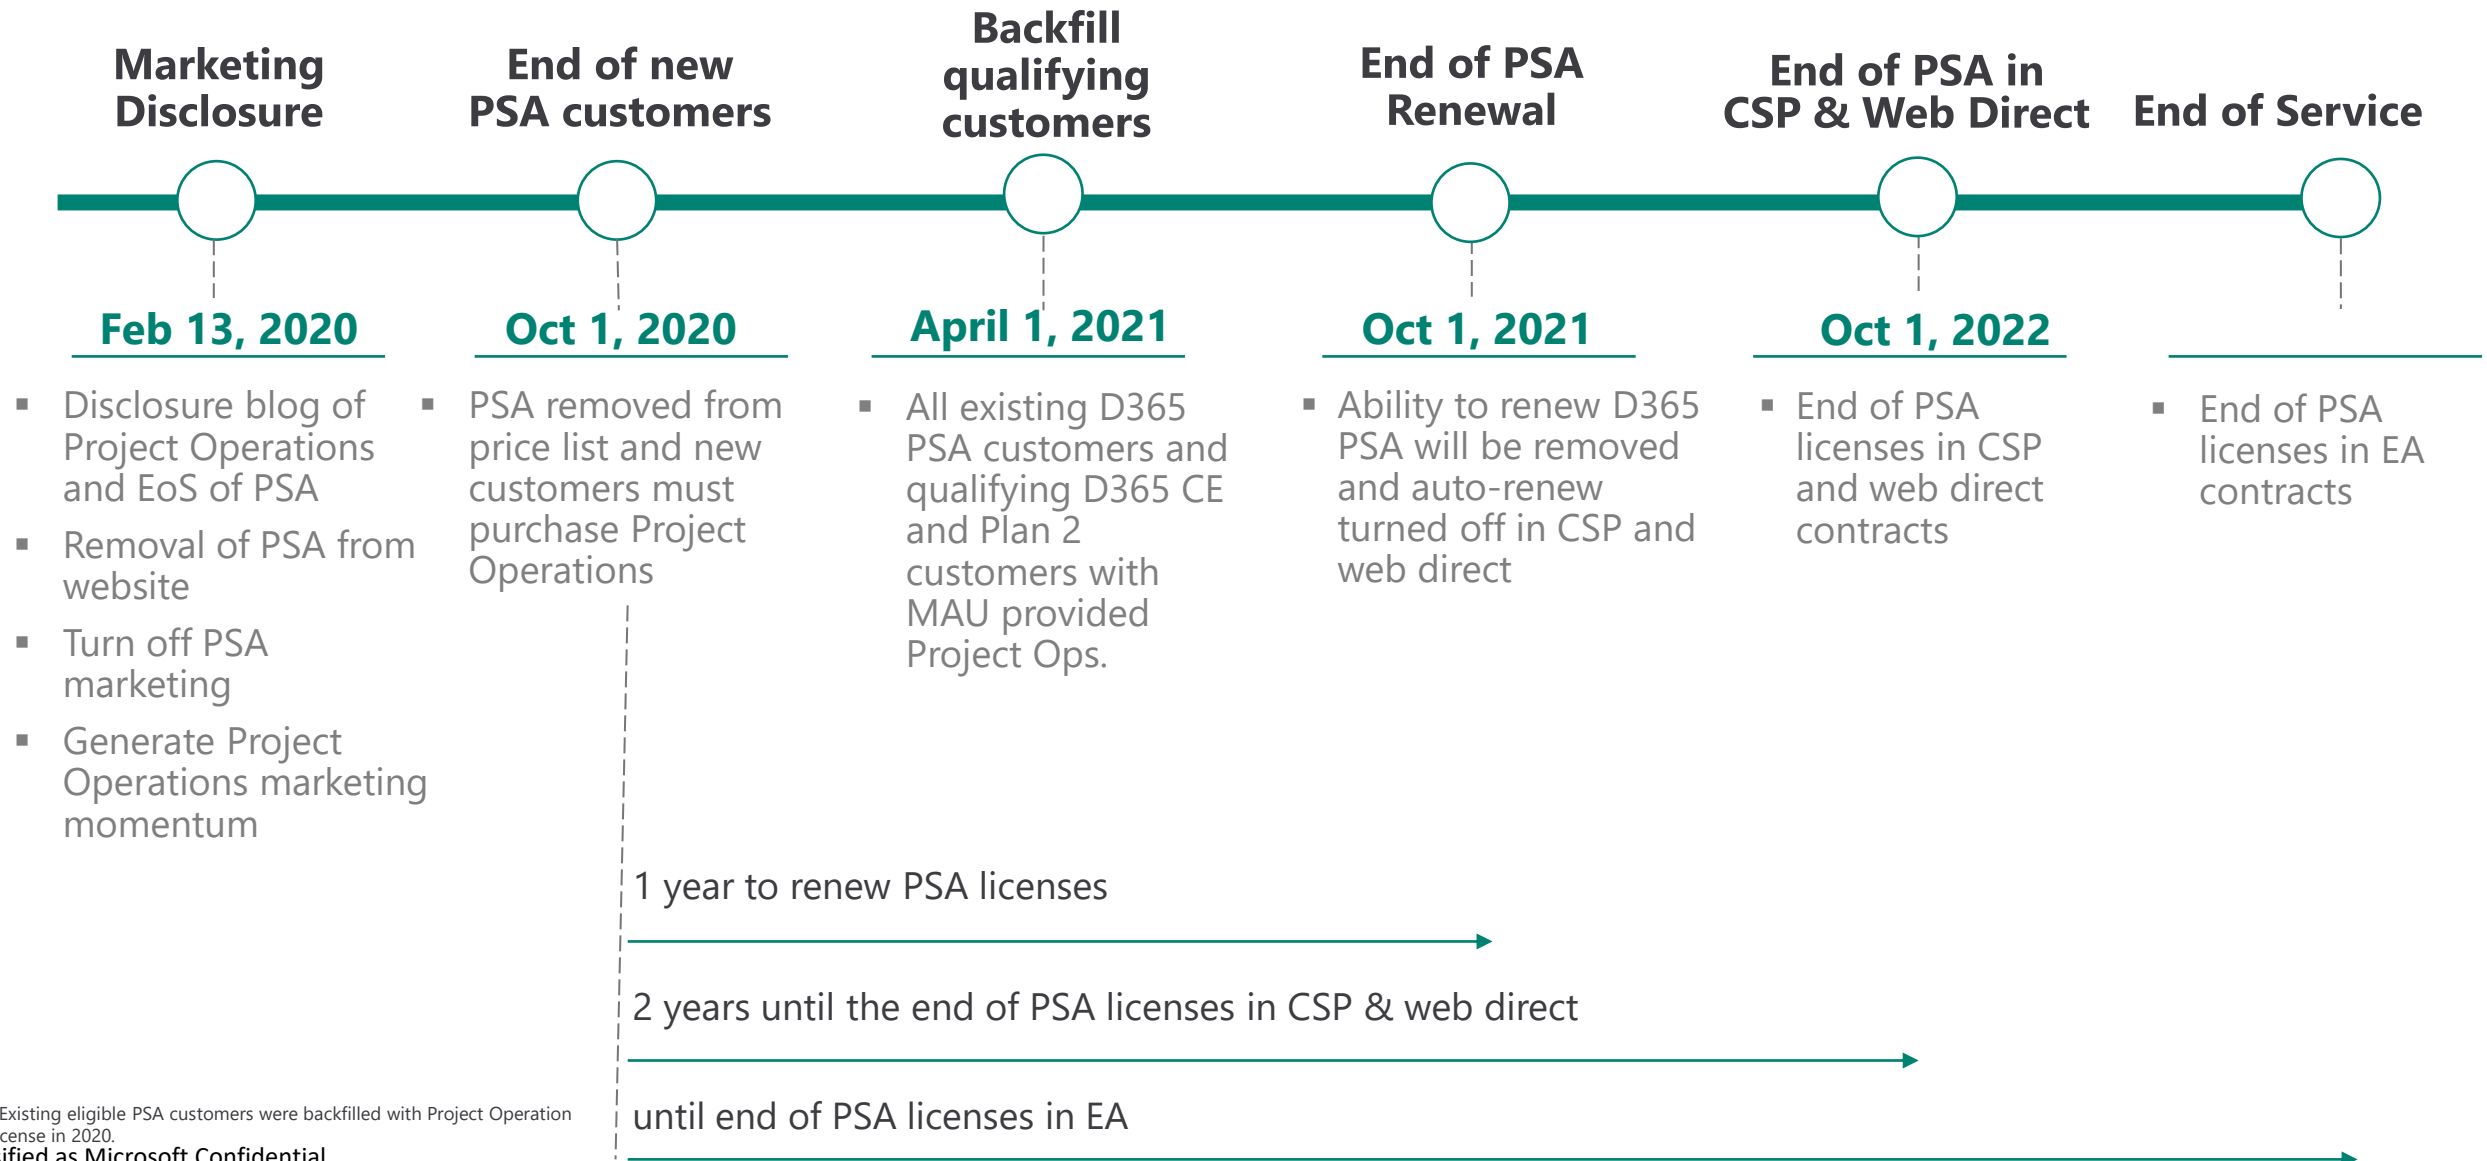 Marketing
Disclosure
End of new
PSA customers
Backfill
qualifying
customers
End of PSA
Renewal
End of PSA in
CSP & Web Direct
End of Service
Feb 13, 2020
Oct 1, 2020
April 1, 2021
Oct 1, 2021
Oct 1, 2022
▪ Disclosure blog of
Project Operations
and EoS of PSA
▪ Removal of PSA from
website
▪ Turn off PSA
marketing
▪ Generate Project
Operations marketing
momentum
▪ PSA removed from
price list and new
customers must
purchase Project
Operations
▪ All existing D365
PSA customers and
qualifying D365 CE
and Plan 2
customers with
MAU provided
Project Ops.
▪ Ability to renew D365
PSA will be removed
and auto-renew
turned off in CSP and
web direct
▪ End of PSA
licenses in CSP
and web direct
contracts
▪ End of PSA
licenses in EA
contracts
1 year to renew PSA licenses
2 years until the end of PSA licenses in CSP & web direct
until end of PSA licenses in EA
Existing eligible PSA customers were backfilled with Project Operation
cense in 2020.
sified as Microsoft Confidential